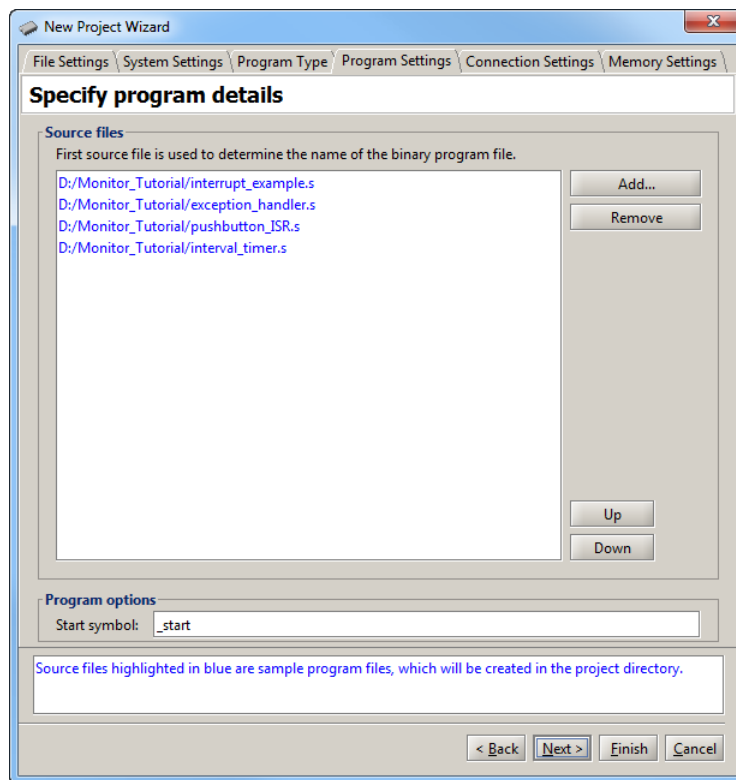 New Project Wizard
File Settings System Settings Program Type Program Settings Connection Settings Memory Settings
Specify program details
Source files
First source file is used to determine the name of the binary program file.
D:/Monitor_Tutorial/interrupt_example.s
D:/Monitor_Tutorial/exception_handler.s
D:/Monitor_Tutorial/pushbutton_ISR.s
D:/Monitor_Tutorial/interval_timer.s
Add...
Remove
Up
Down
Program options
Start symbol: _start
Source files highlighted in blue are sample program files, which will be created in the project directory.
< Back Next > Finish Cancel